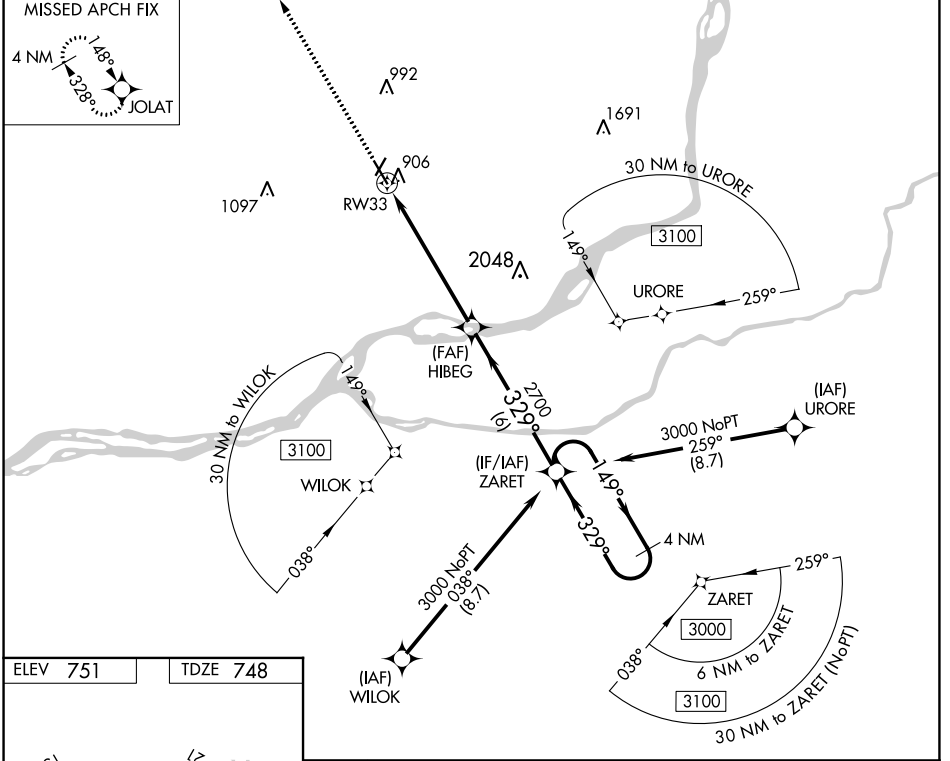 MISSED APCH FIX
4 NM
148°
328°
JOLAT
992
1691
906
RW33
1097
30 NM to URORE
3100
149°
URORE
259°
2048
(FAF)
HIBEG
30 NM to WILOK
149°
3100
WILOK
038°
2700
329°
(6)
(IAF)
URORE
3000 NoPT
259°
(8.7)
(IF/IAF)
ZARET
149°
329°
4 NM
3000 NoPT
038°
(8.7)
(IAF)
WILOK
259°
ZARET
3000
038°
6 NM to ZARET
3100
30 NM to ZARET (NoPT)
ELEV 751
TDZE 748